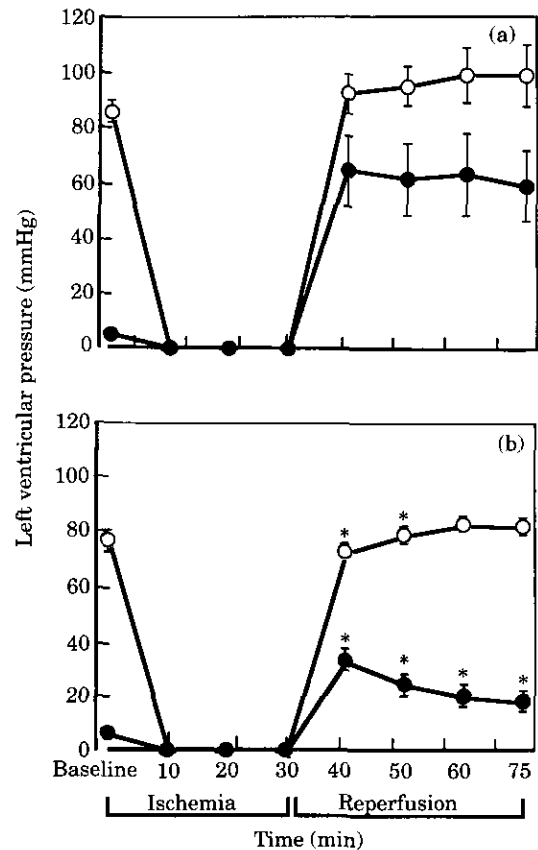 Left ventricular pressure (mmHg)
120
100
80
60
40
20
0
(a)
120
100
80
60
40
20
0
(b)
* *
* * * *
Baseline 10 20 30 40 50 60 75
Ischemia Reperfusion
Time (min)